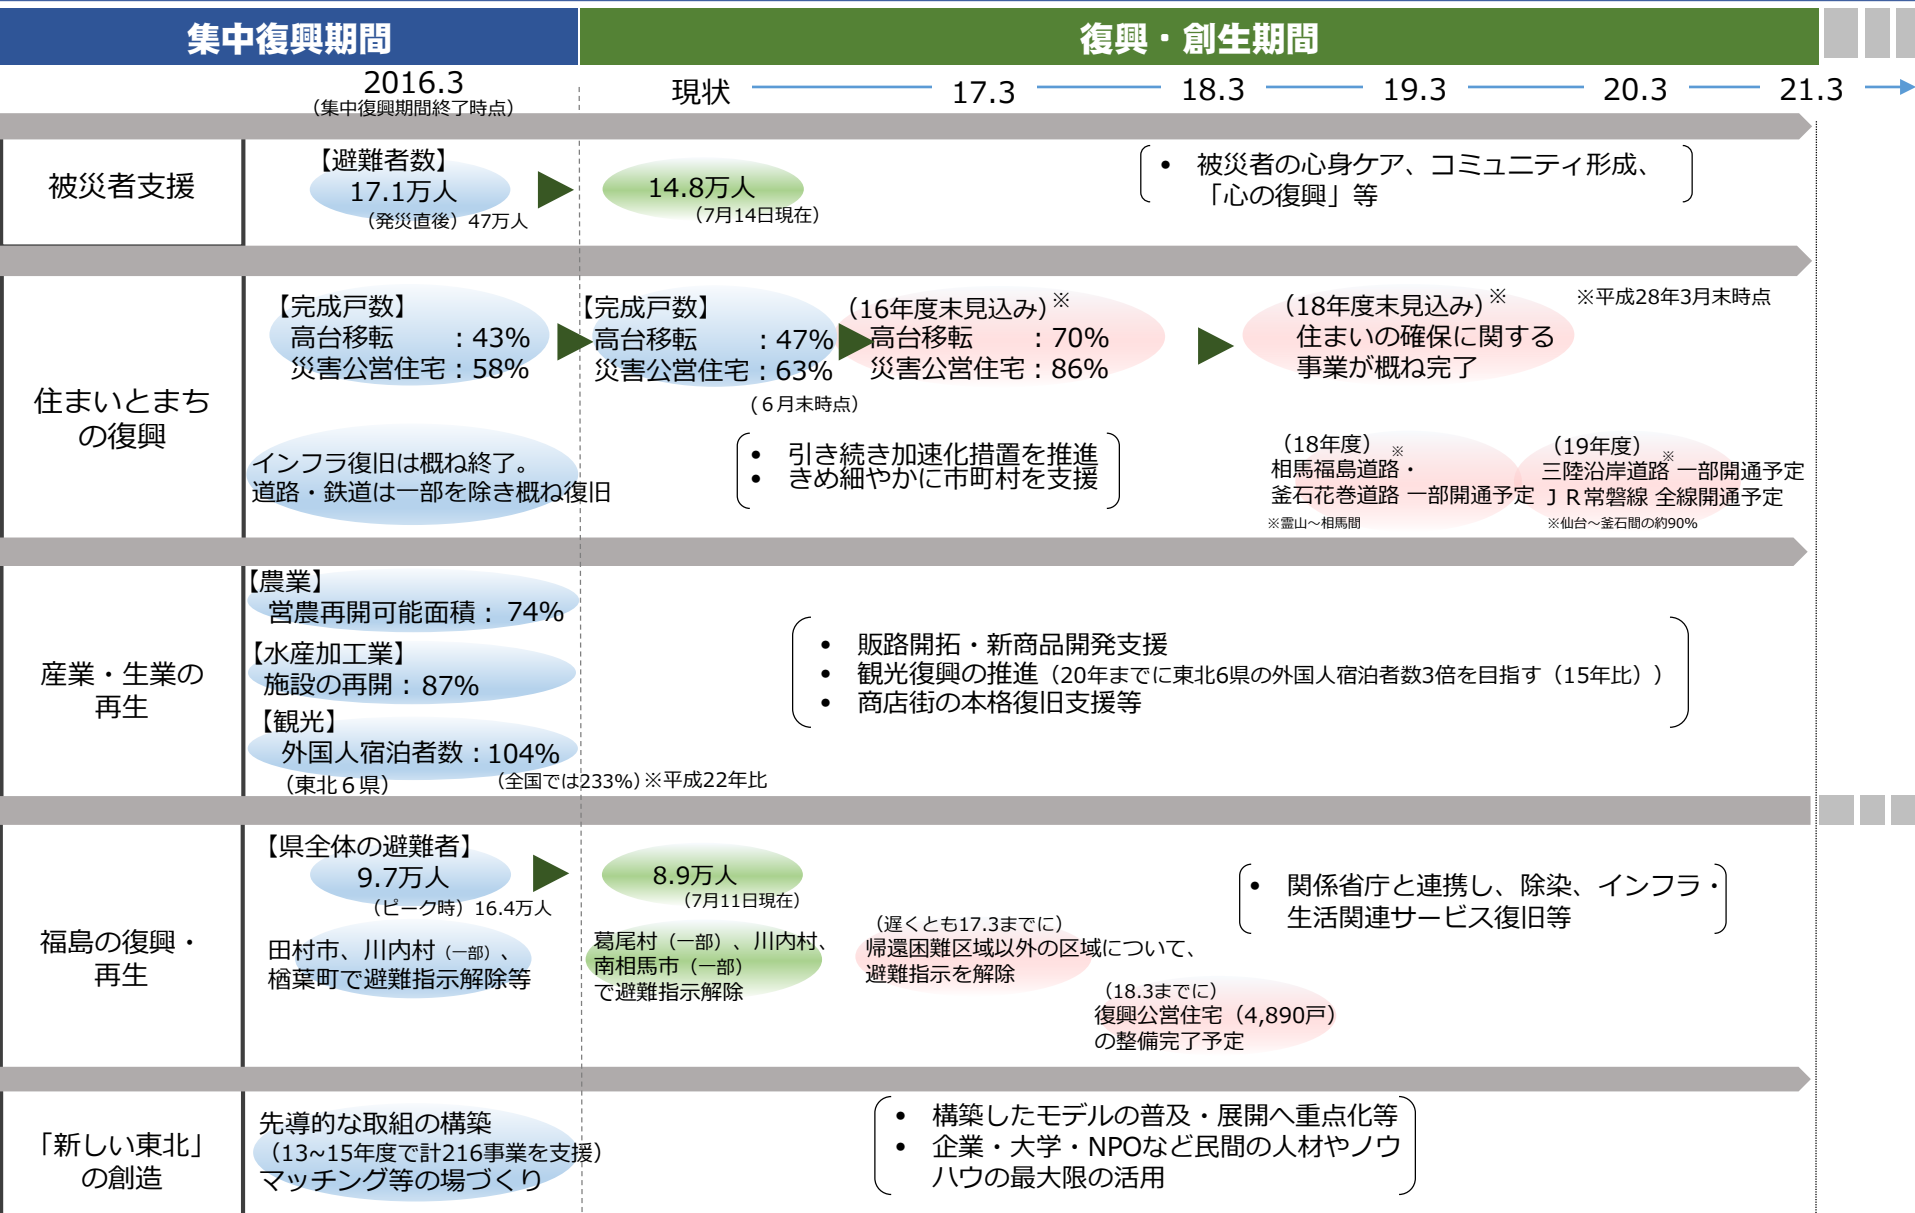 集中復興期間
復興・創生期間
2016.3
(集中復興期間終了時点)
現状
17.3
18.3
19.3
20.3
21.3
被災者支援
【避難者数】
17.1万人
(発災直後) 47万人
14.8万人
(7月14日現在)
• 被災者の心身ケア、コミュニティ形成、
「心の復興」等
住まいとまち
の復興
【完成戸数】
高台移転 :43%
災害公営住宅:58%
【完成戸数】
高台移転 :47%
災害公営住宅:63%
(6月末時点)
(16年度末見込み)※
高台移転 :70%
災害公営住宅:86%
(18年度末見込み)※
住まいの確保に関する
事業が概ね完了
※平成28年3月末時点
インフラ復旧は概ね終了。
道路・鉄道は一部を除き概ね復旧
• 引き続き加速化措置を推進
• きめ細やかに市町村を支援
(18年度) ※
相馬福島道路・
釜石花巻道路 一部開通予定
※霊山~相馬間
(19年度) ※
三陸沿岸道路 一部開通予定
JR常磐線 全線開通予定
※仙台~釜石間の約90%
産業・生業の
再生
【農業】
営農再開可能面積: 74%
【水産加工業】
施設の再開:87%
【観光】
外国人宿泊者数:104%
(東北6県) (全国では233%)※平成22年比
• 販路開拓・新商品開発支援
• 観光復興の推進(20年までに東北6県の外国人宿泊者数3倍を目指す(15年比))
• 商店街の本格復旧支援等
福島の復興・
再生
【県全体の避難者】
9.7万人
(ピーク時) 16.4万人
8.9万人
(7月11日現在)
• 関係省庁と連携し、除染、インフラ・
生活関連サービス復旧等
田村市、川内村(一部)、
楢葉町で避難指示解除等
葛尾村(一部)、川内村、
南相馬市(一部)
で避難指示解除
(遅くとも17.3までに)
帰還困難区域以外の区域について、
避難指示を解除
(18.3までに)
復興公営住宅(4,890戸)
の整備完了予定
「新しい東北」
の創造
先導的な取組の構築
(13~15年度で計216事業を支援)
マッチング等の場づくり
• 構築したモデルの普及・展開へ重点化等
• 企業・大学・NPOなど民間の人材やノウ
ハウの最大限の活用